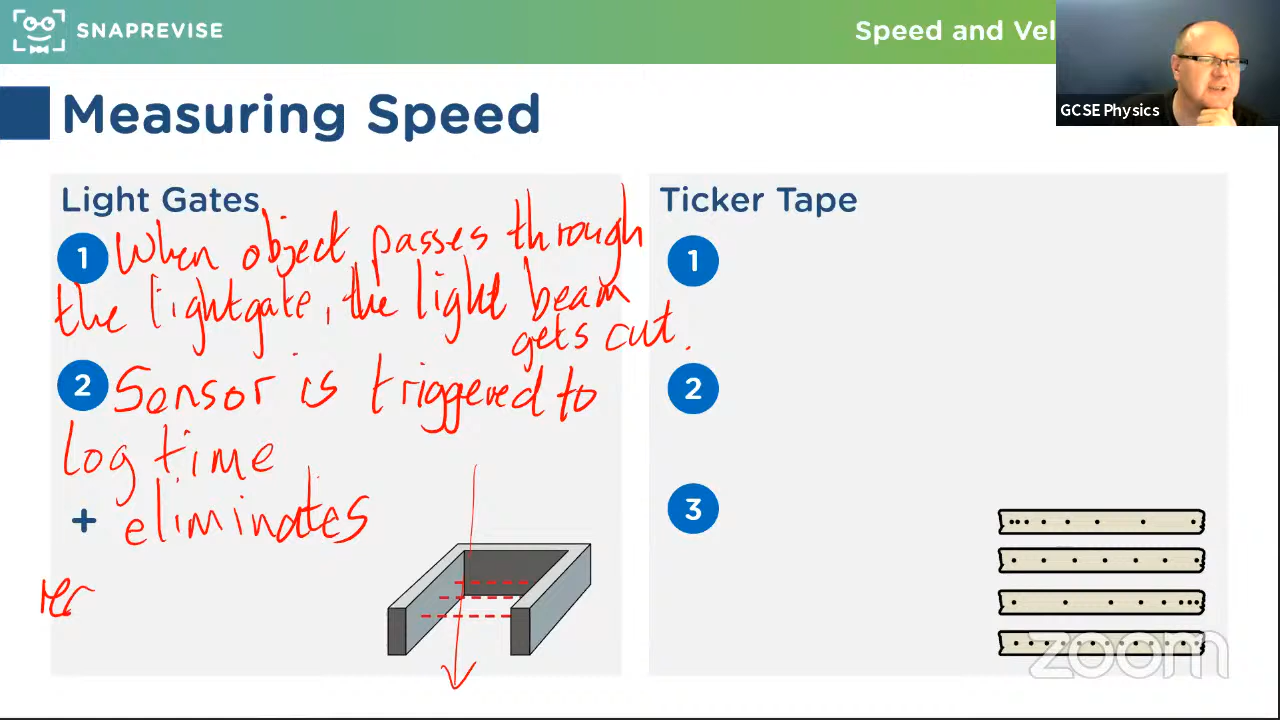 SNAPREVISE
Speed and Vel
GCSE Physics
Measuring Speed
Light Gates
1 When object passes through
the lightgate, the light beam
gets cut.
2 Sensor is triggered to
log time
+ eliminates
Ticker Tape
1
2
3
zoom